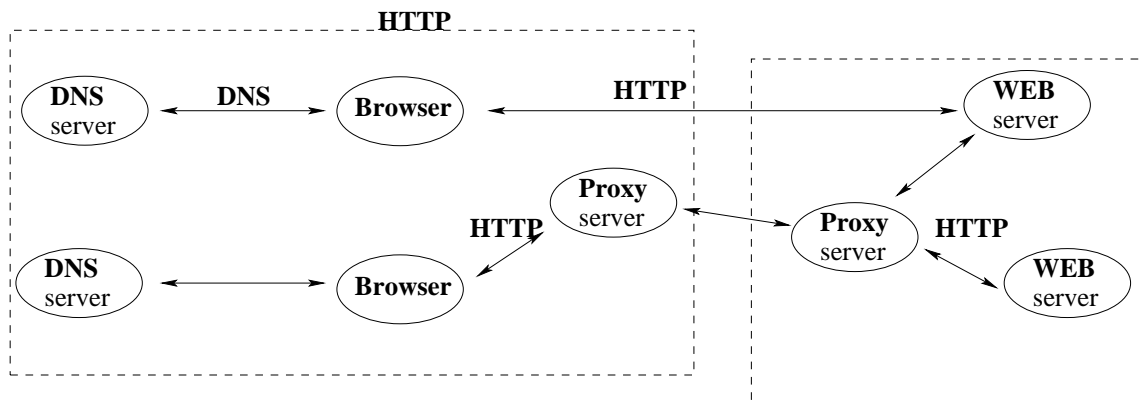 HTTP
DNS
server
DNS
Browser
HTTP
WEB
server
Proxy
server
HTTP
Proxy
server
HTTP
DNS
server
Browser
WEB
server